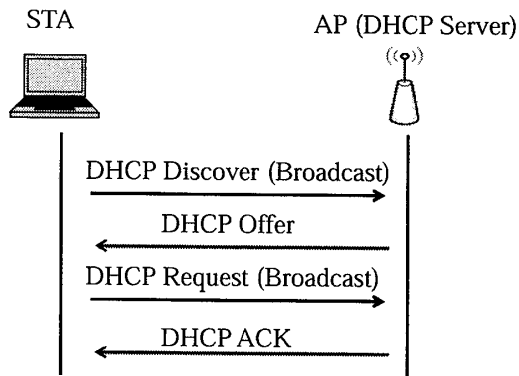 STA
AP (DHCP Server)
DHCP Discover (Broadcast)
DHCP Offer
DHCP Request (Broadcast)
DHCP ACK